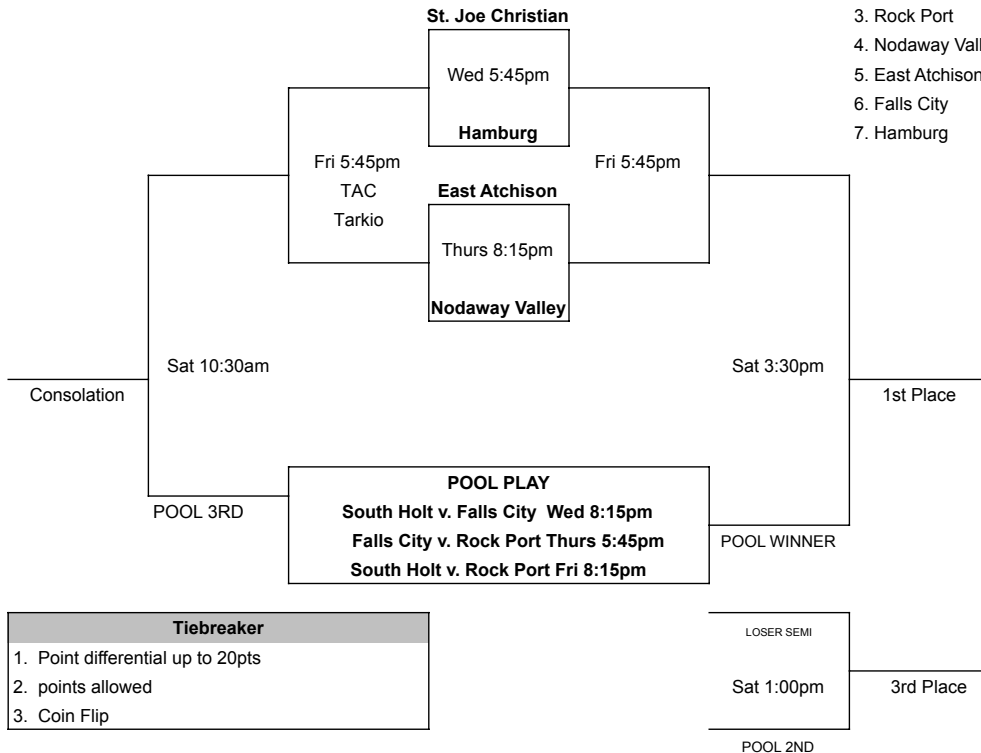 St. Joe Christian
3. Rock Port
4. Nodaway Vall
Wed 5:45pm
5. East Atchison
6. Falls City
Hamburg
7. Hamburg
Fri 5:45pm
Fri 5:45pm
TAC
East Atchison
Tarkio
Thurs 8:15pm
Nodaway Valley
Sat 10:30am
Sat 3:30pm
Consolation
1st Place
POOL PLAY
POOL 3RD
South Holt v. Falls City Wed 8:15pm
Falls City v. Rock Port Thurs 5:45pm
POOL WINNER
South Holt v. Rock Port Fri 8:15pm
Tiebreaker
1. Point differential up to 20pts
2. points allowed
3. Coin Flip
LOSER SEMI
Sat 1:00pm
3rd Place
POOL 2ND